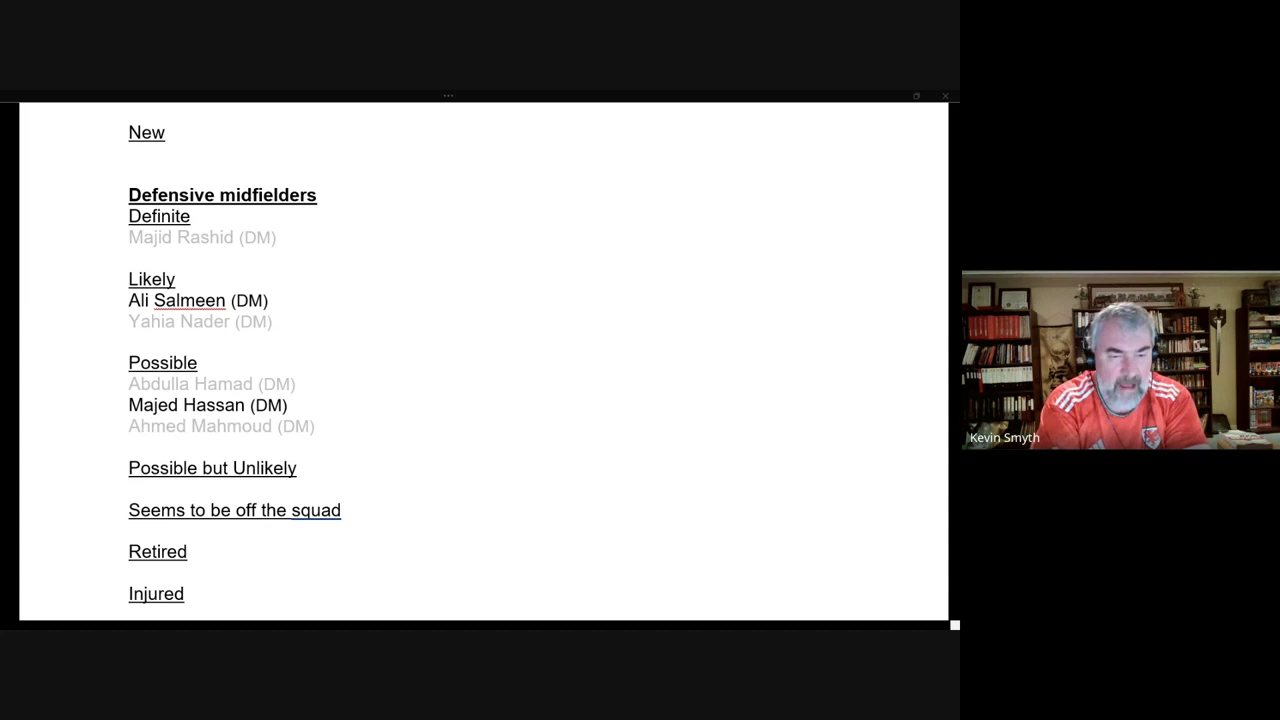 New
Defensive midfielders
Definite
Majid Rashid (DM)
Likely
Ali Salmeen (DM)
Yahia Nader (DM)
Possible
Abdulla Hamad (DM)
Majed Hassan (DM)
Ahmed Mahmoud (DM)
Possible but Unlikely
Seems to be off the squad
Retired
Injured
Kevin Smyth